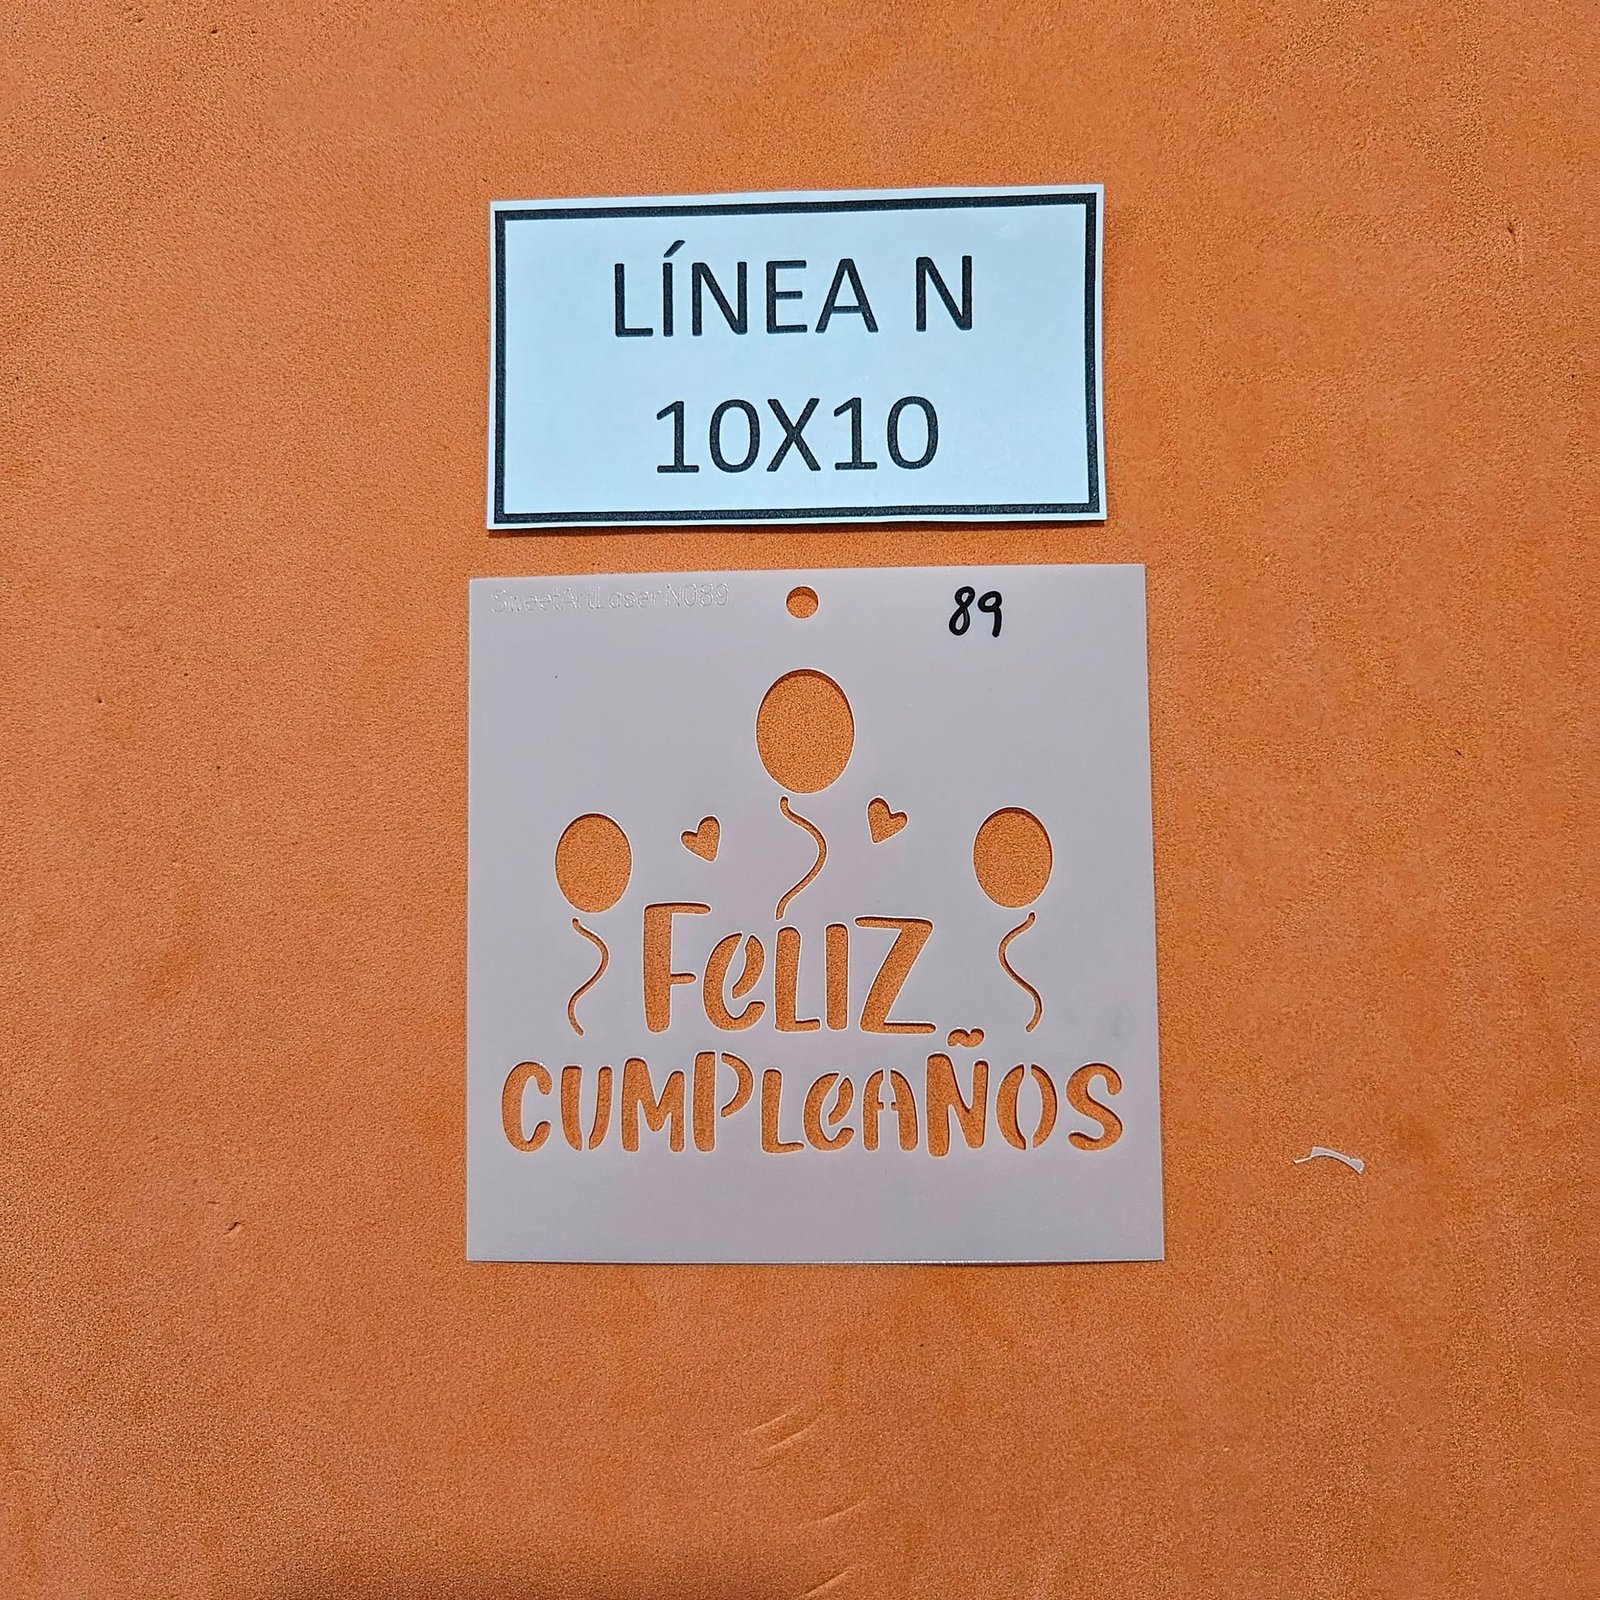 LÍNEA N
10X10
SweetArtLaser N089
89
FeLIZ
CUMPLeAÑOS